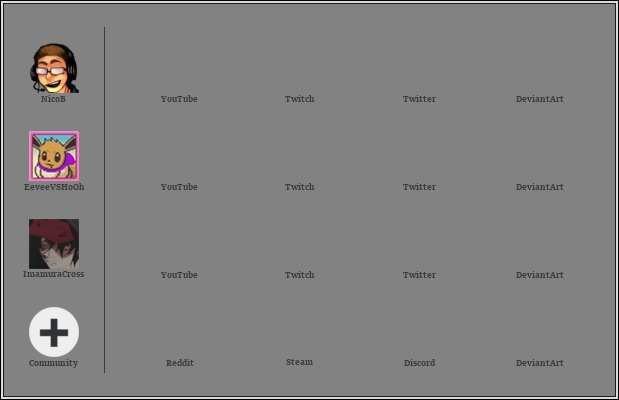 NicoB YouTube Twitch Twitter DeviantArt
EeveeVSHoOh YouTube Twitch Twitter DeviantArt
ImamuraCross YouTube Twitch Twitter DeviantArt
Community Reddit Steam Discord DeviantArt